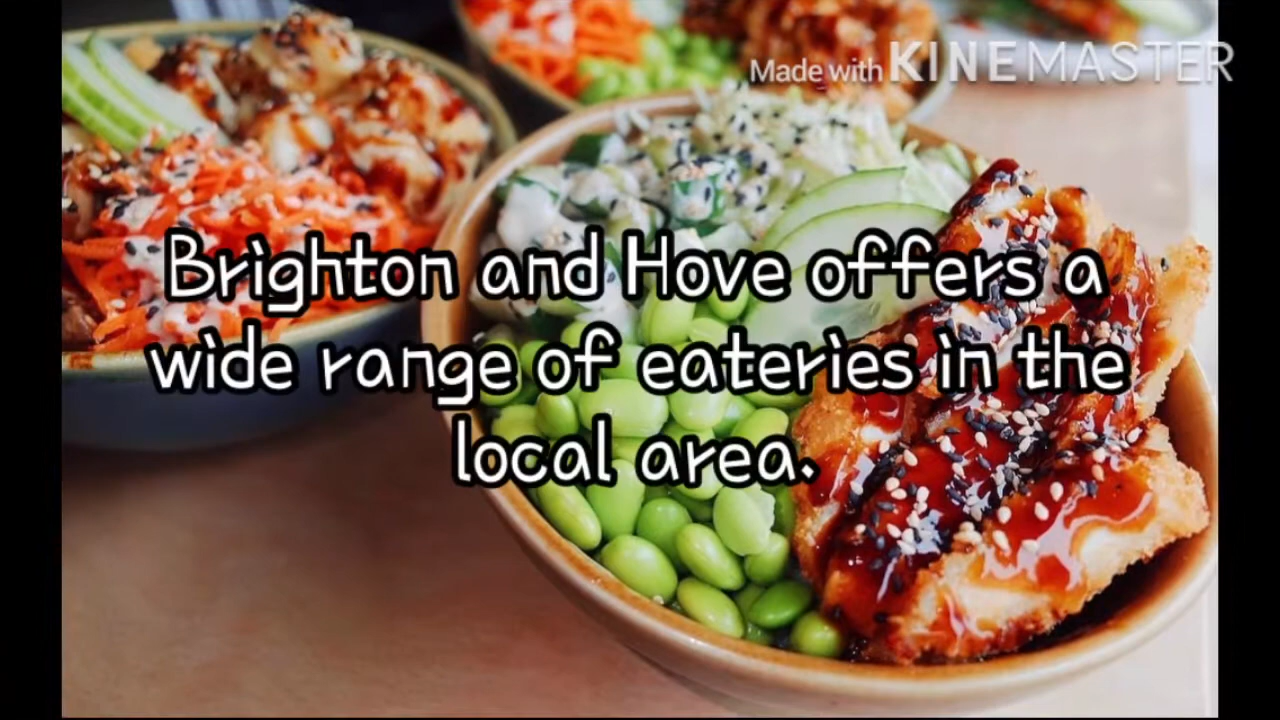 Made with KINEMASTER
Brighton and Hove offers a
wide range of eateries in the
local area.